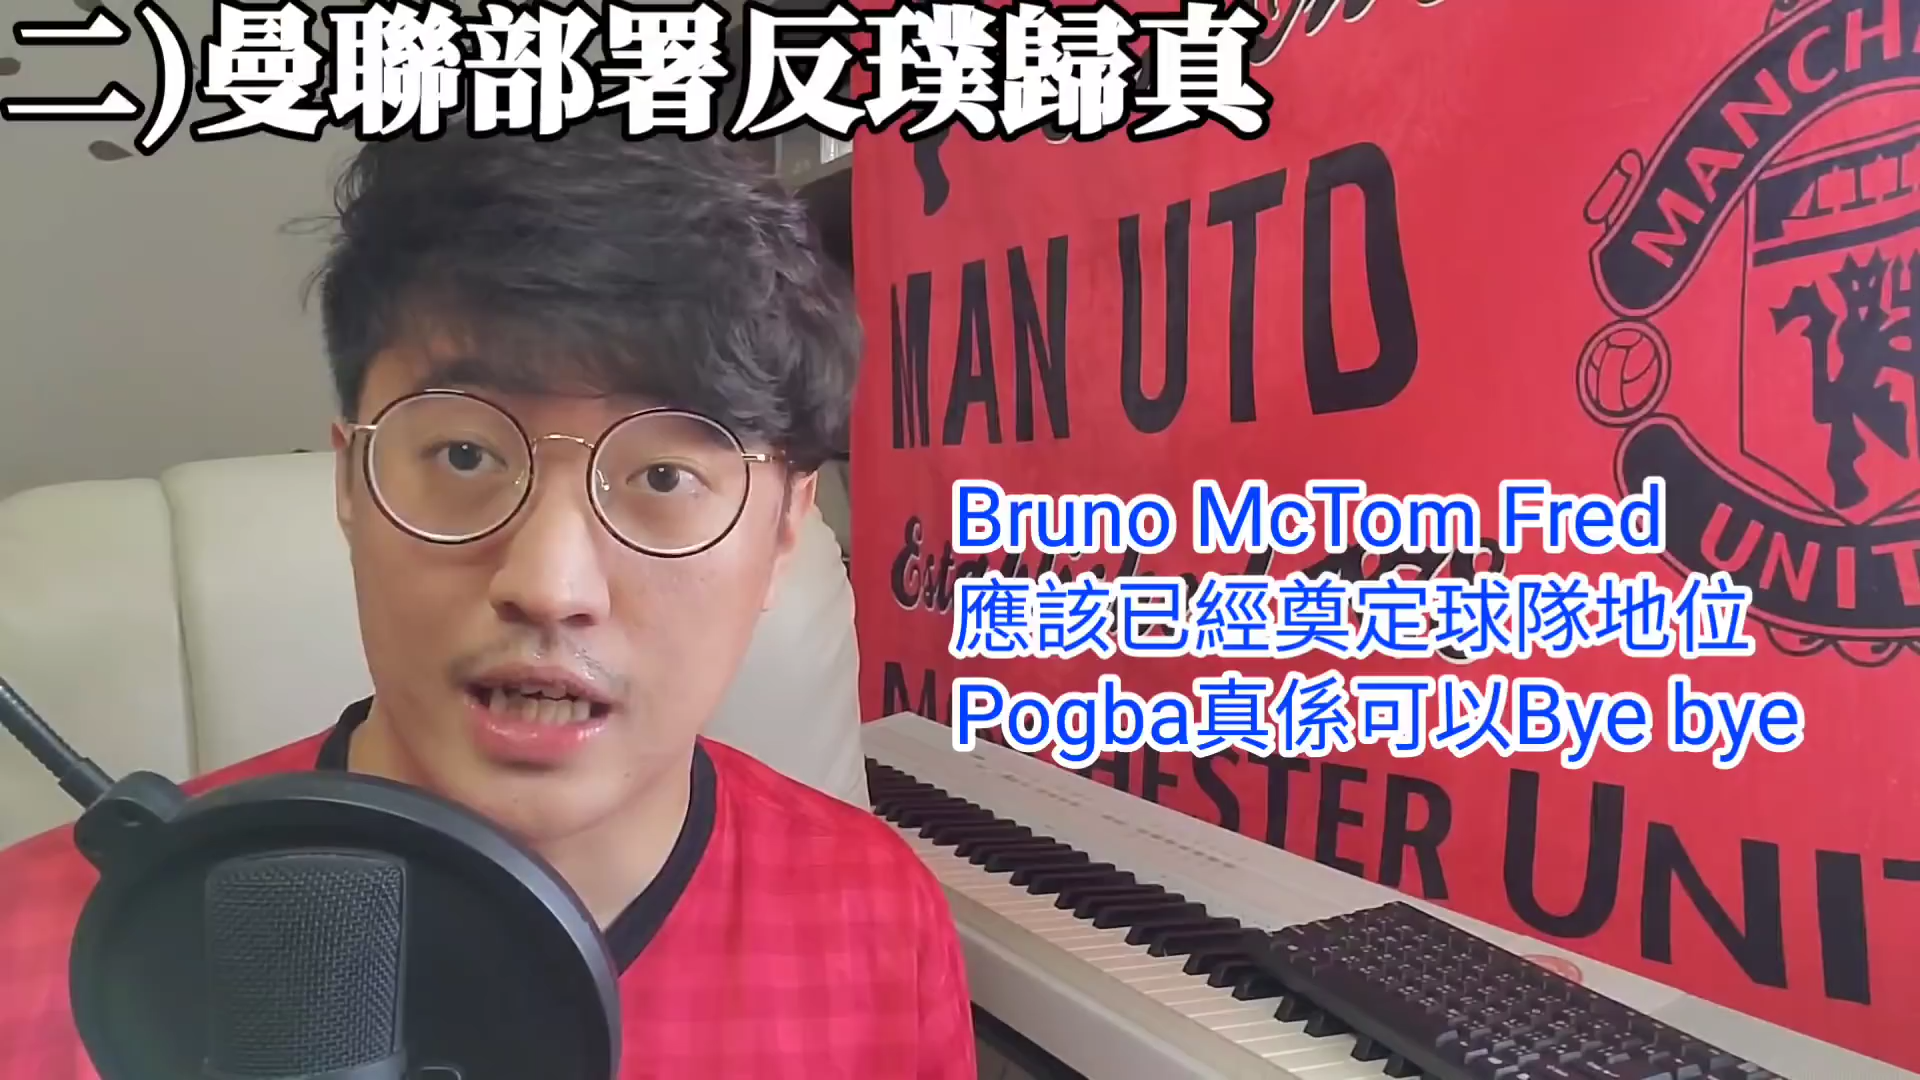 二)曼聯部署反璞歸真
MAN UTD
MANCH
UNIT
Bruno McTom Fred
應該已經奠定球隊地位
Pogba真係可以Bye bye
UNIT